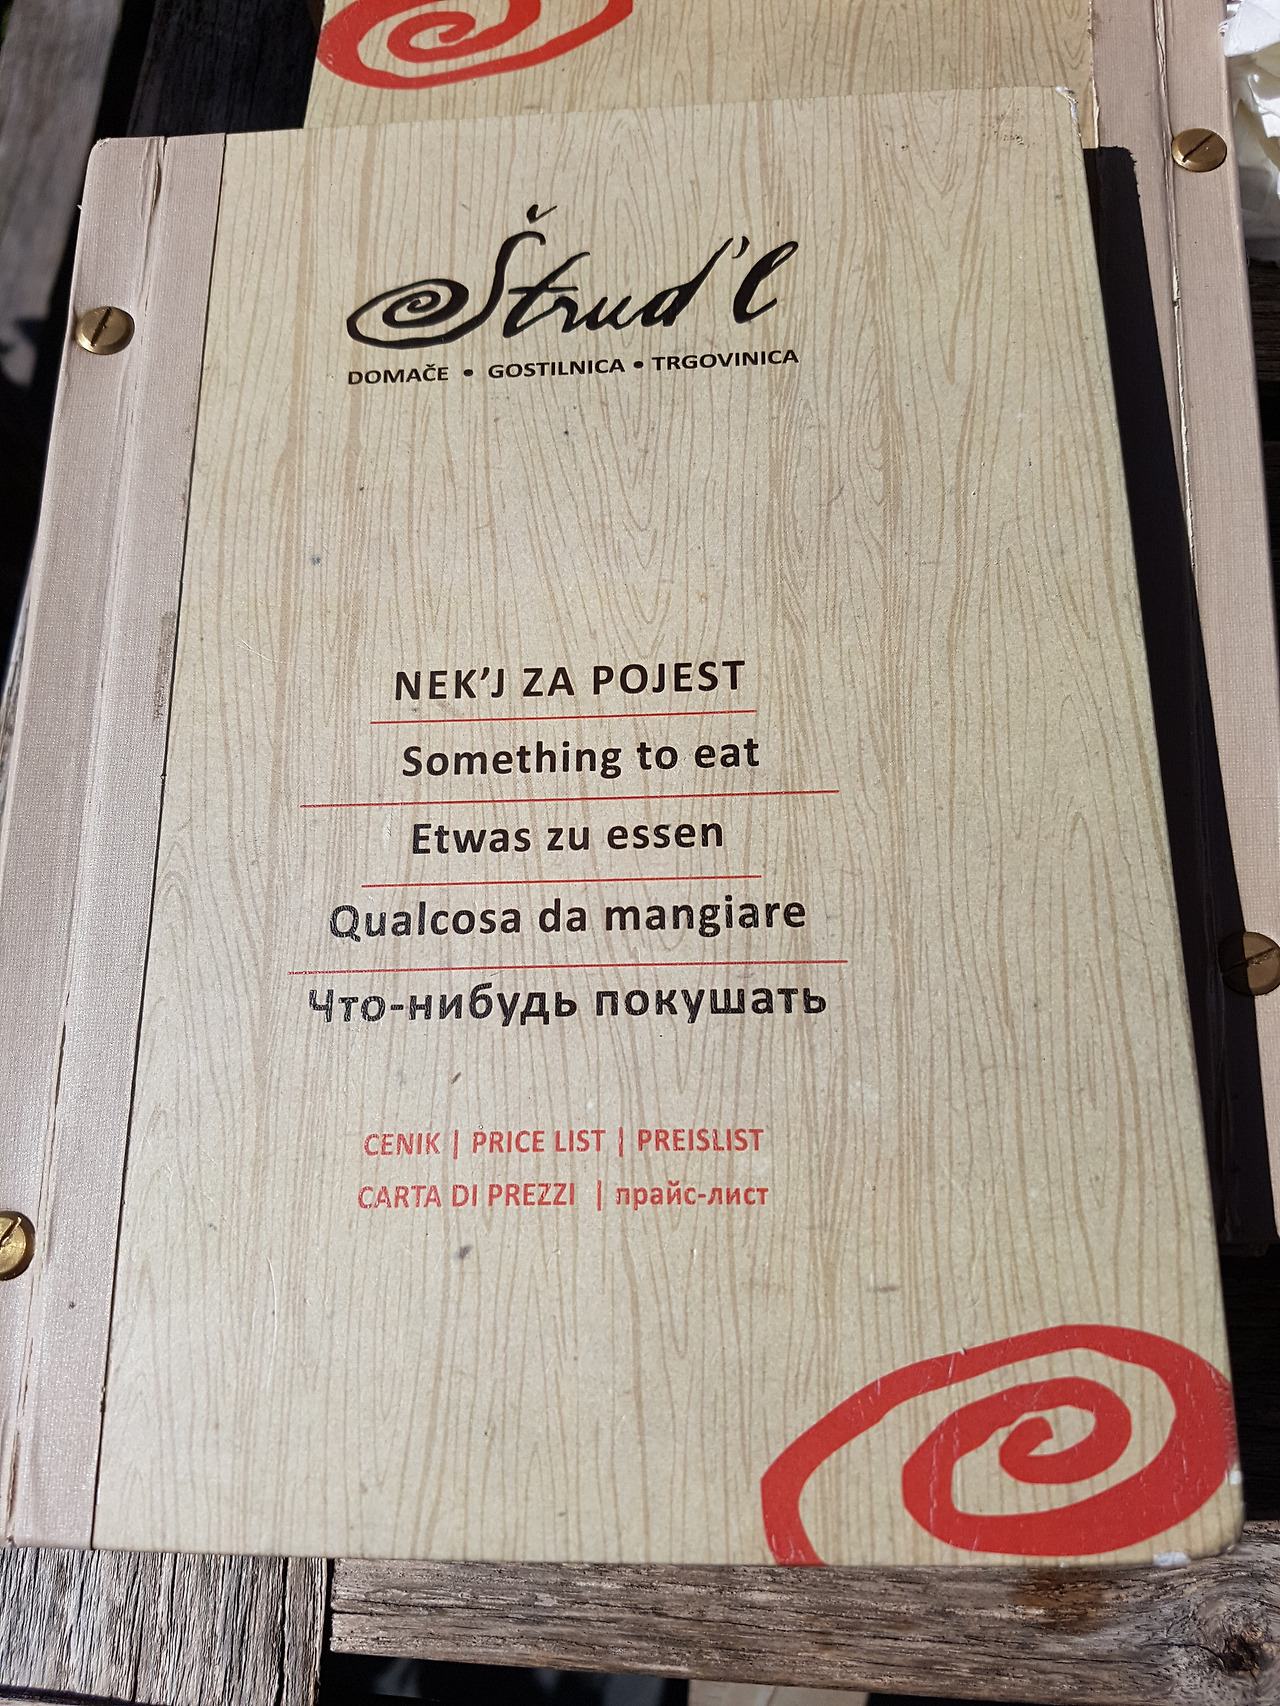 Štrud'l
DOMAČE • GOSTILNICA • TRGOVINICA
NEK'J ZA POJEST
Something to eat
Etwas zu essen
Qualcosa da mangiare
Что-нибудь покушать
CENIK | PRICE LIST | PREISLIST
CARTA DI PREZZI | прайс-лист